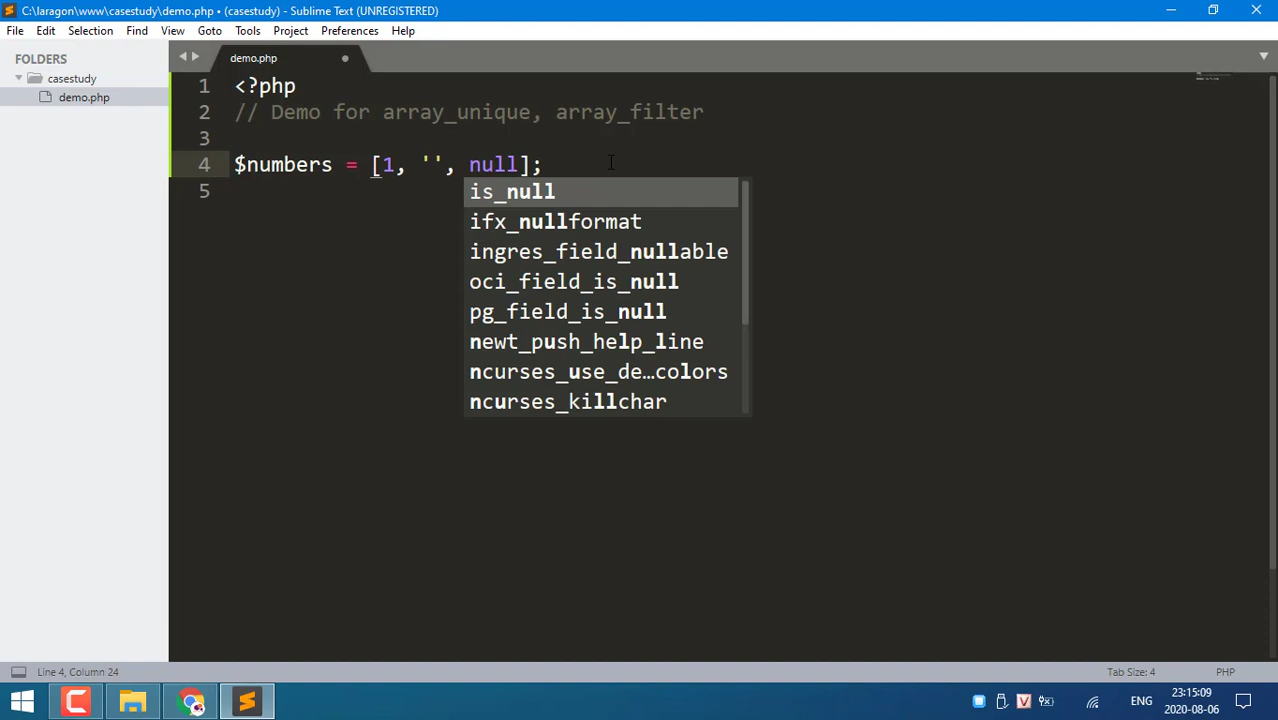 C:\laragon\www\casestudy\demo.php • (casestudy) - Sublime Text (UNREGISTERED)
File Edit Selection Find View Goto Tools Project Preferences Help
FOLDERS
casestudy
demo.php
demo.php
1 <?php
2 // Demo for array_unique, array_filter
3
4 $numbers = [1, '', null];
5
is_null
ifx_nullformat
ingres_field_nullable
oci_field_is_null
pg_field_is_null
newt_push_help_line
ncurses_use_de…colors
ncurses_killchar
Line 4, Column 24
Tab Size: 4
PHP
ENG
23:15:09
2020-08-06